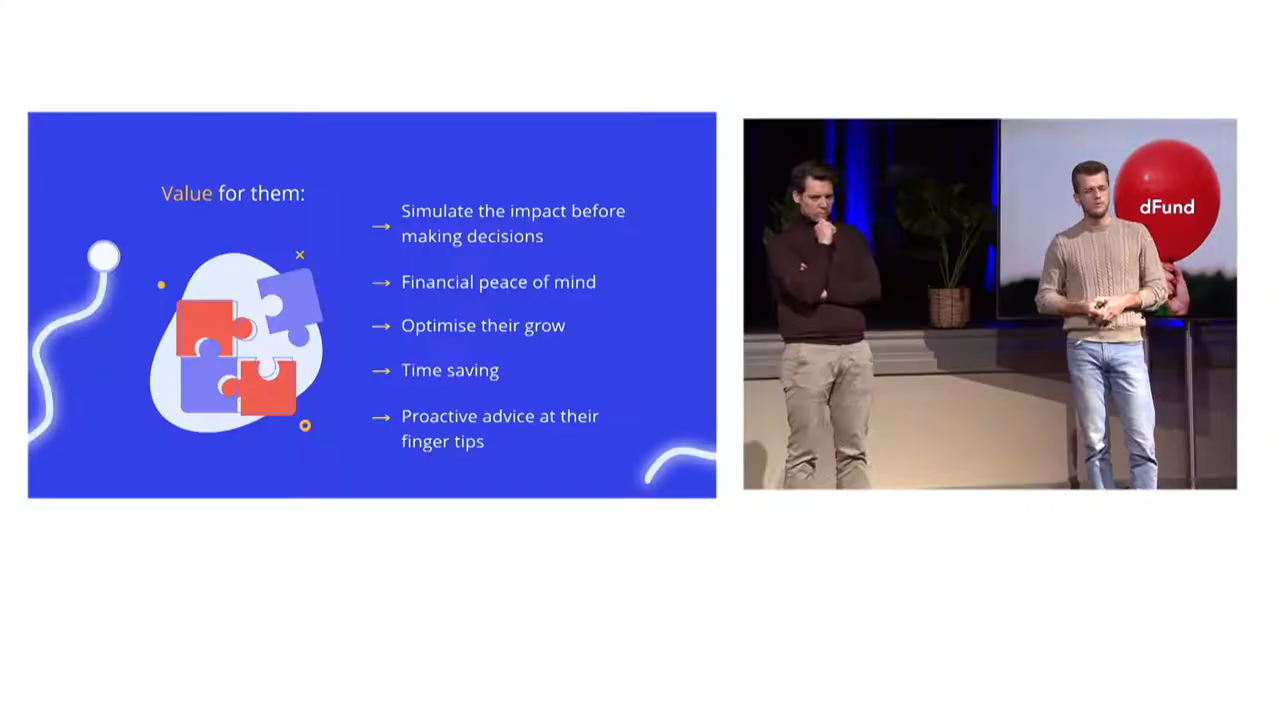 Value for them:
Simulate the impact before
making decisions
Financial peace of mind
Optimise their grow
Time saving
Proactive advice at their
finger tips
dFund